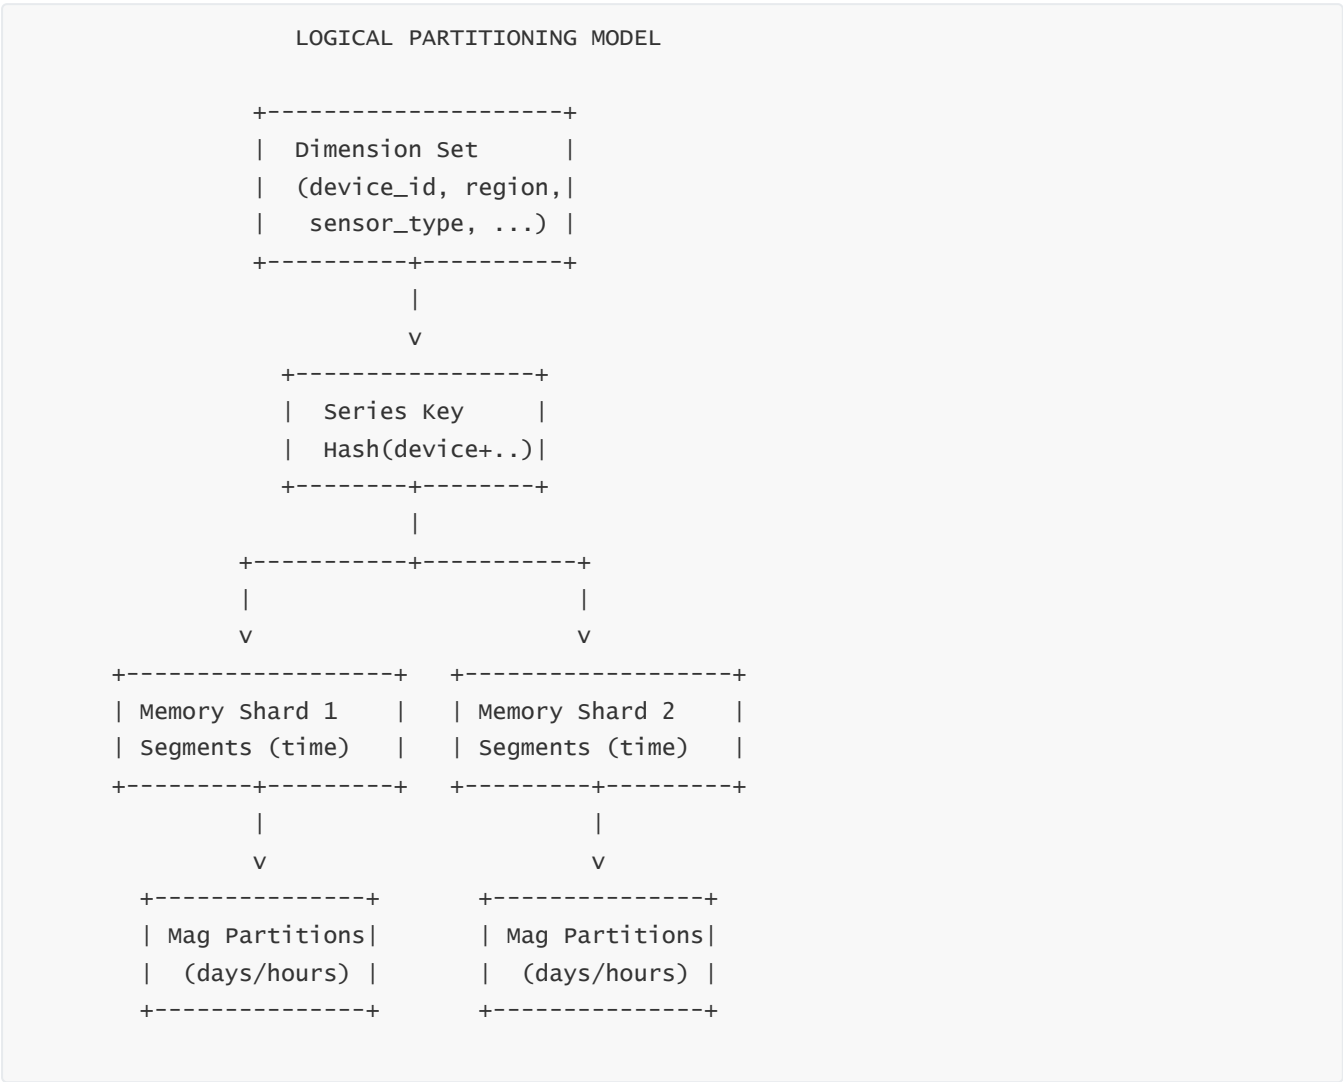 LOGICAL PARTITIONING MODEL
+---------------------+
|  Dimension Set      |
|  (device_id, region,|
|   sensor_type, ...) |
+----------+----------+
|
v
+-----------------+
|  Series Key     |
|  Hash(device+..)|
+--------+--------+
|
+-----------+-----------+
|                       |
v                       v
+-------------------+   +-------------------+
| Memory Shard 1    |   | Memory Shard 2    |
| Segments (time)   |   | Segments (time)   |
+---------+---------+   +---------+---------+
|                       |
v                       v
+---------------+       +---------------+
| Mag Partitions|       | Mag Partitions|
|  (days/hours) |       |  (days/hours) |
+---------------+       +---------------+